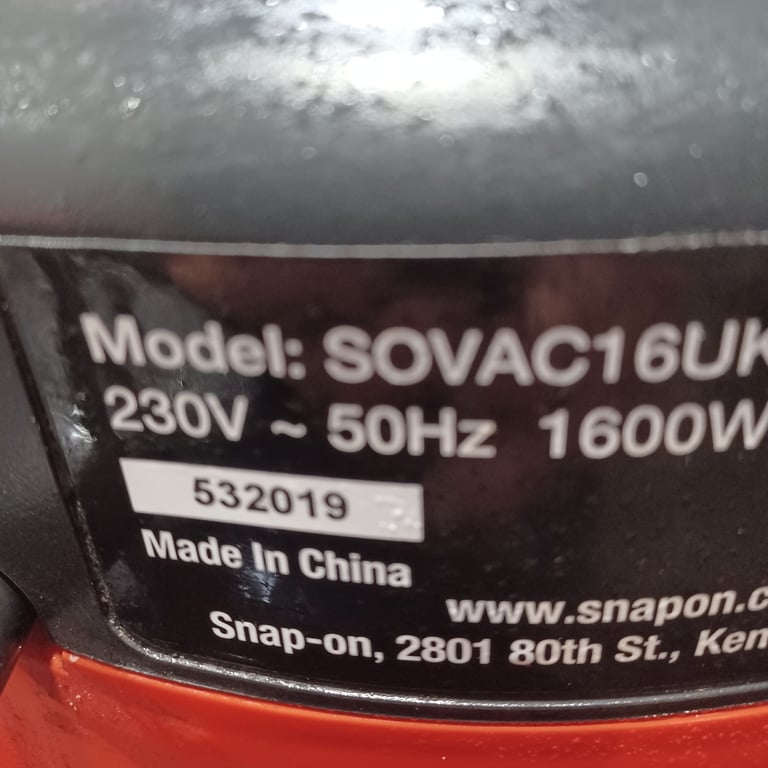 Model: SOVAC16UK
230V ~ 50Hz 1600W
532019
Made In China
www.snapon.c
Snap-on, 2801 80th St., Ken